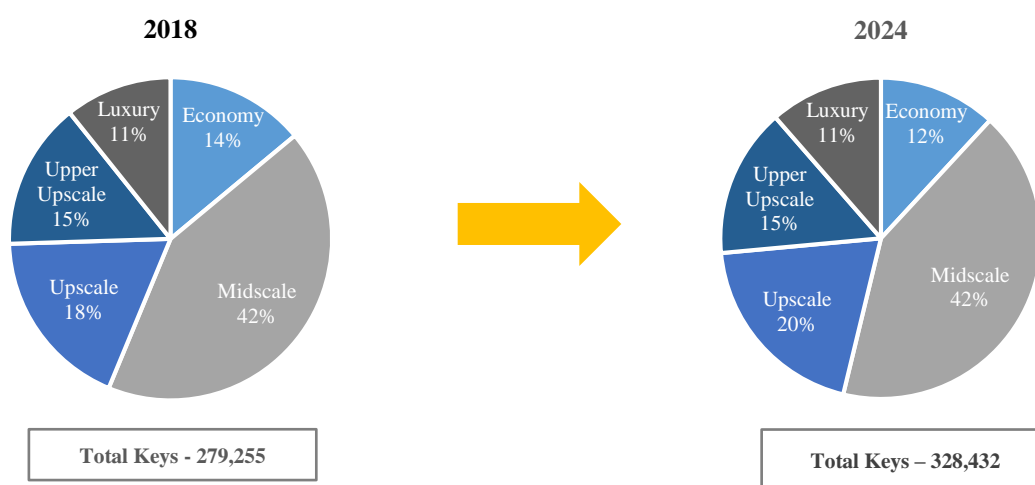 2018
Luxury
11%
Economy
14%
Upper
Upscale
15%
Upscale
18%
Midscale
42%
Total Keys - 279,255
2024
Luxury
11%
Economy
12%
Upper
Upscale
15%
Upscale
20%
Midscale
42%
Total Keys – 328,432